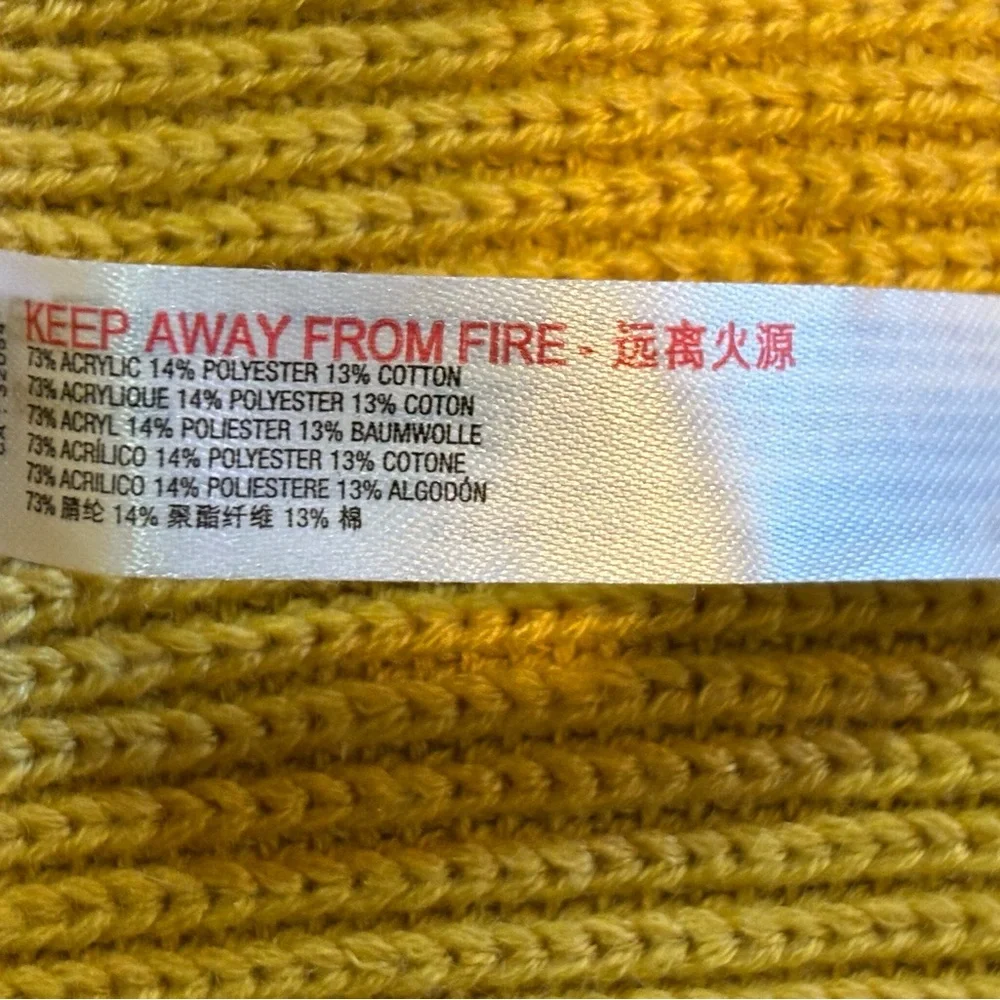 KEEP AWAY FROM FIRE - 远离火源
73% ACRYLIC 14% POLYESTER 13% COTTON
73% ACRYLIQUE 14% POLYESTER 13% COTON
73% ACRYL 14% POLIESTER 13% BAUMWOLLE
73% ACRÍLICO 14% POLYESTER 13% COTONE
73% ACRILICO 14% POLIESTERE 13% ALGODÓN
73% 腈纶 14% 聚酯纤维 13% 棉